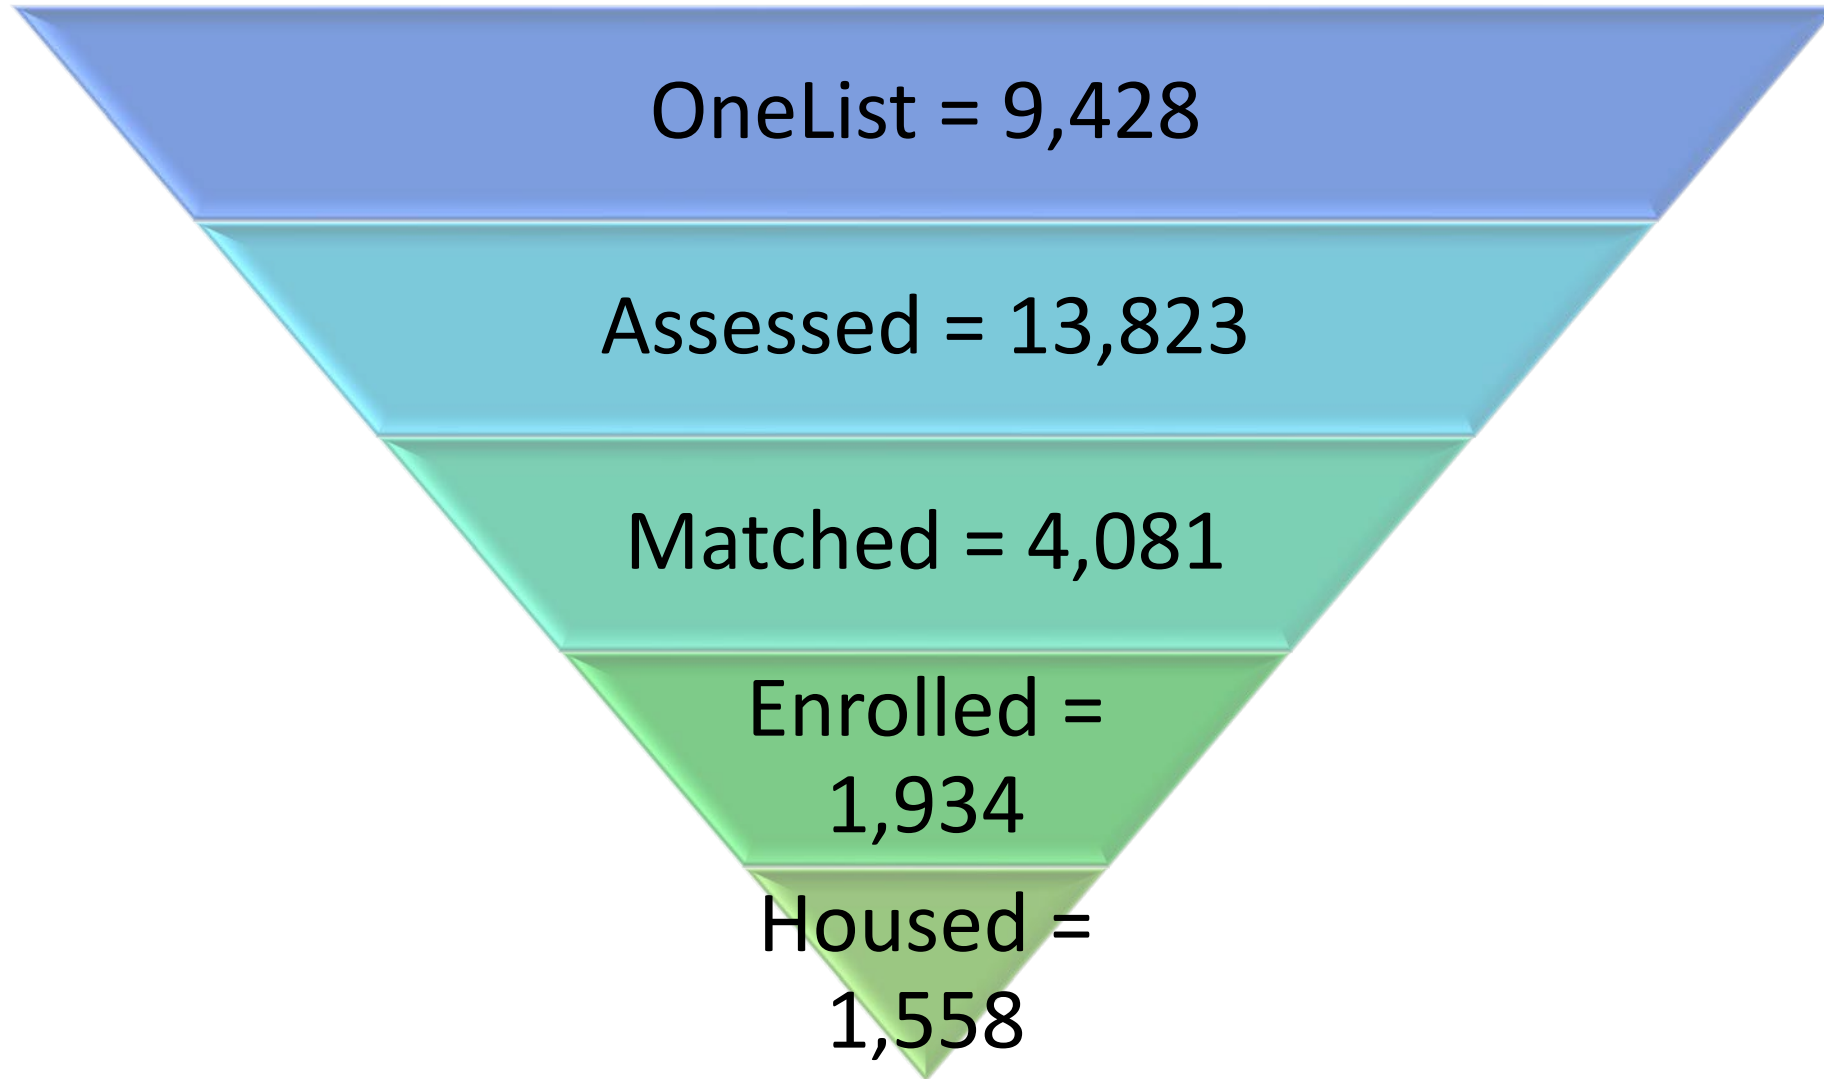 OneList = 9,428
Assessed = 13,823
Matched = 4,081
Enrolled =
1,934
Housed =
1,558